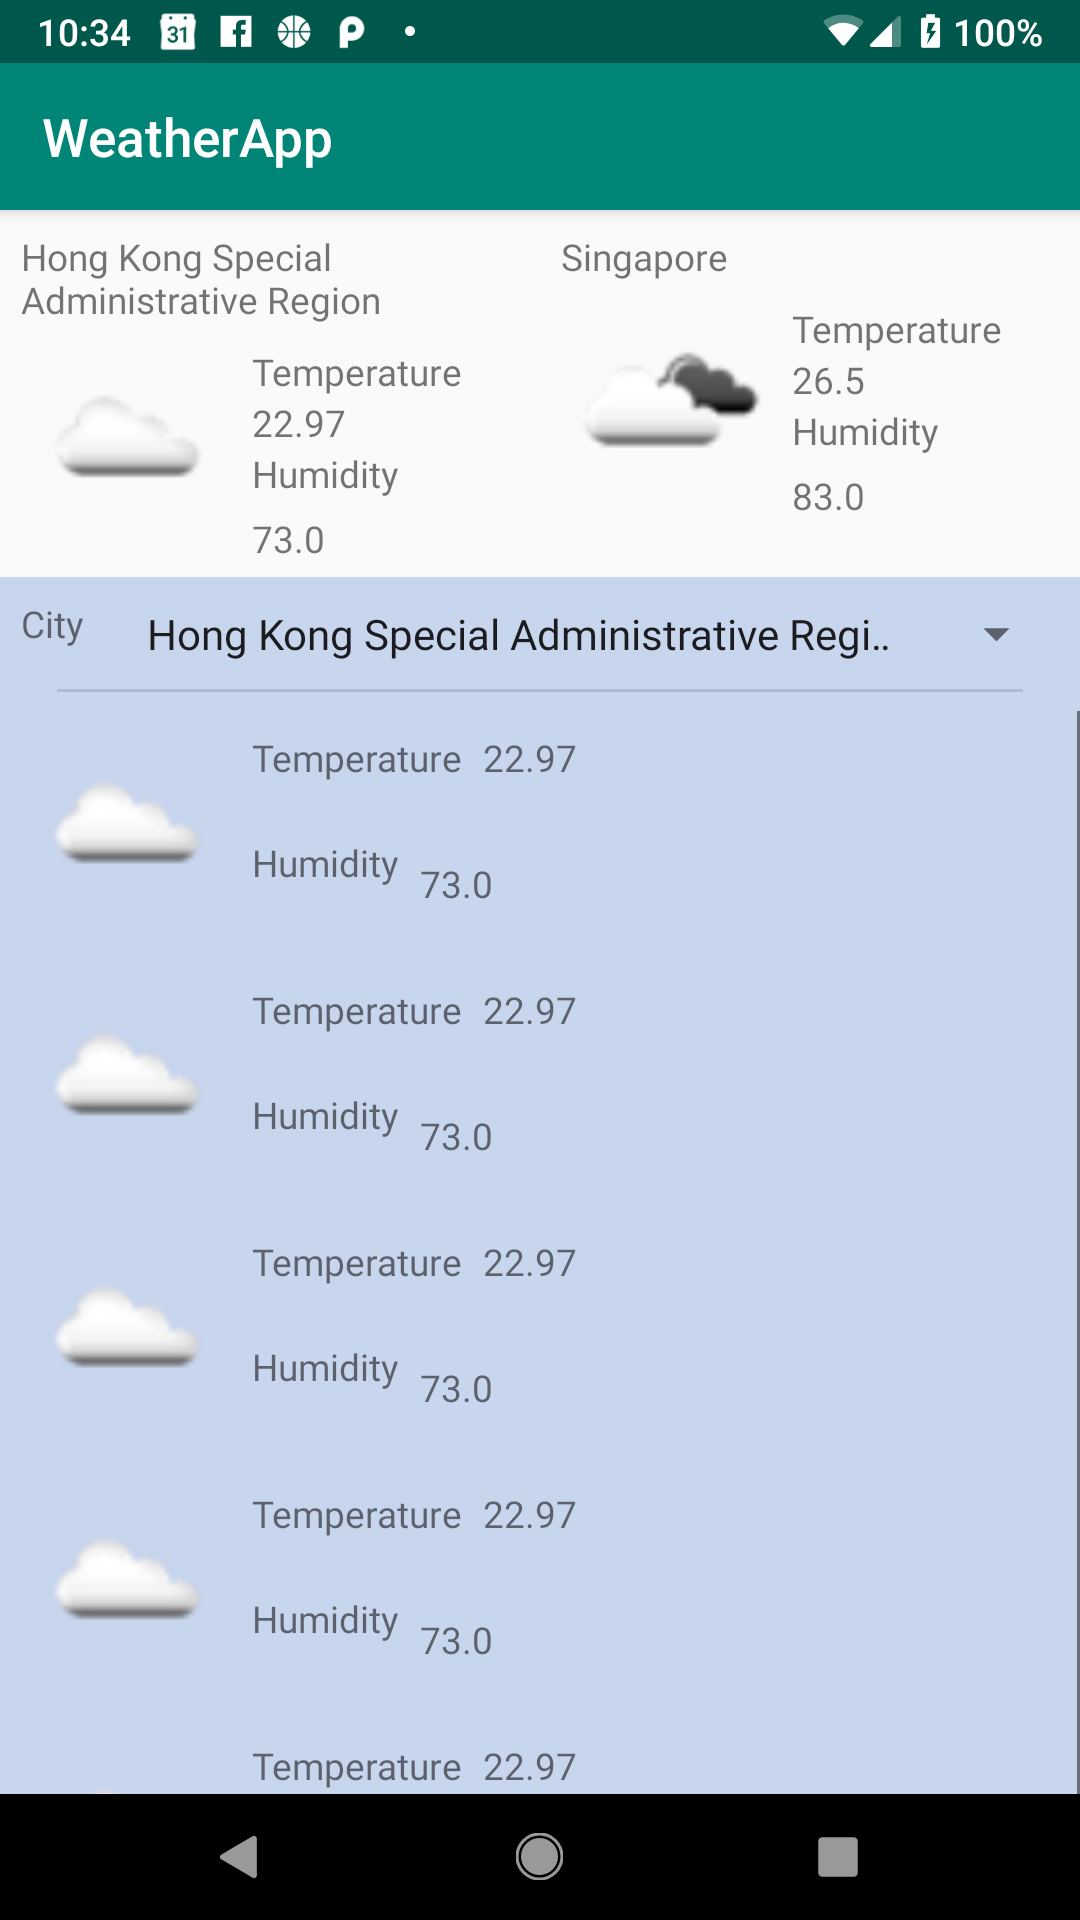 10:34 31 100%
WeatherApp
Hong Kong Special
Administrative Region
Temperature
22.97
Humidity
73.0
Singapore
Temperature
26.5
Humidity
83.0
City Hong Kong Special Administrative Regi..
Temperature 22.97
Humidity 73.0
Temperature 22.97
Humidity 73.0
Temperature 22.97
Humidity 73.0
Temperature 22.97
Humidity 73.0
Temperature 22.97